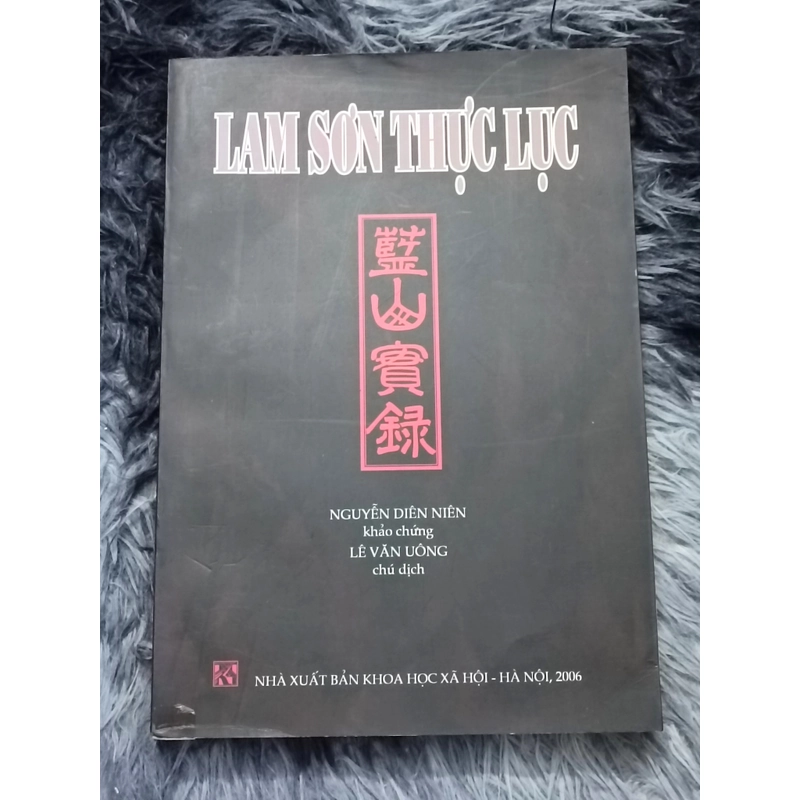 LAM SƠN THỰC LỤC
藍山實錄
NGUYỄN DIÊN NIÊN
khảo chứng
LÊ VĂN UÔNG
chú dịch
NHÀ XUẤT BẢN KHOA HỌC XÃ HỘI - HÀ NỘI, 2006